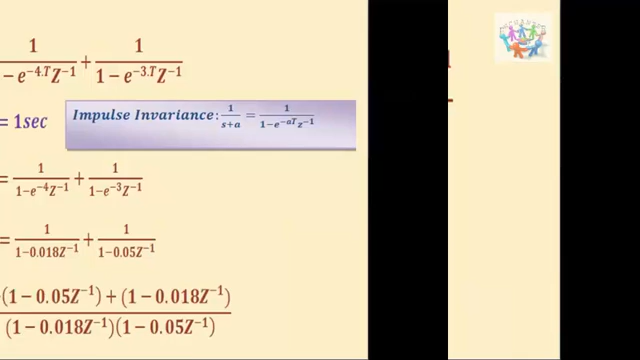 1/(1 − e^{−4.T}Z^{−1}) + 1/(1 − e^{−3.T}Z^{−1})
= 1sec
Impulse Invariance: 1/(s+a) = 1/(1−e^{−aT}z^{−1})
= 1/(1−e^{−4}Z^{−1}) + 1/(1−e^{−3}Z^{−1})
= 1/(1−0.018Z^{−1}) + 1/(1−0.05Z^{−1})
(1 − 0.05Z^{−1}) + (1 − 0.018Z^{−1})
(1 − 0.018Z^{−1})(1 − 0.05Z^{−1})